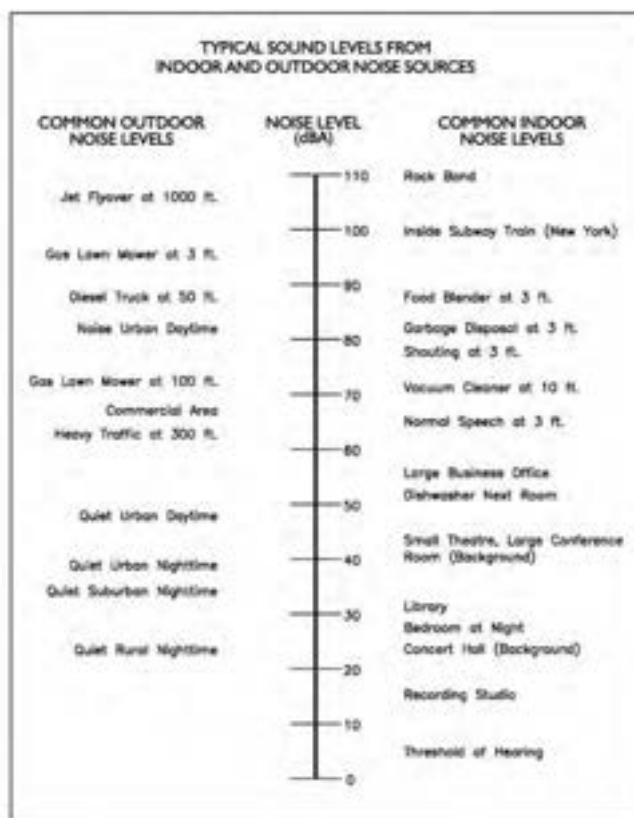 TYPICAL SOUND LEVELS FROM
INDOOR AND OUTDOOR NOISE SOURCES
COMMON OUTDOOR
NOISE LEVELS
NOISE LEVEL
(dBA)
COMMON INDOOR
NOISE LEVELS
110
Rock Band
Jet Flyover at 1000 ft.
100
Inside Subway Train (New York)
Gas Lawn Mower at 3 ft.
90
Diesel Truck at 50 ft.
Food Blender at 3 ft.
Noise Urban Daytime
Garbage Disposal at 3 ft.
80
Shouting at 3 ft.
Gas Lawn Mower at 100 ft.
Vacuum Cleaner at 10 ft.
70
Commercial Area
Normal Speech at 3 ft.
Heavy Traffic at 300 ft.
60
Large Business Office
Dishwasher Next Room
50
Quiet Urban Daytime
Small Theatre, Large Conference
Room (Background)
40
Quiet Urban Nighttime
Quiet Suburban Nighttime
30
Library
Bedroom at Night
Quiet Rural Nighttime
Concert Hall (Background)
20
Recording Studio
10
Threshold of Hearing
0